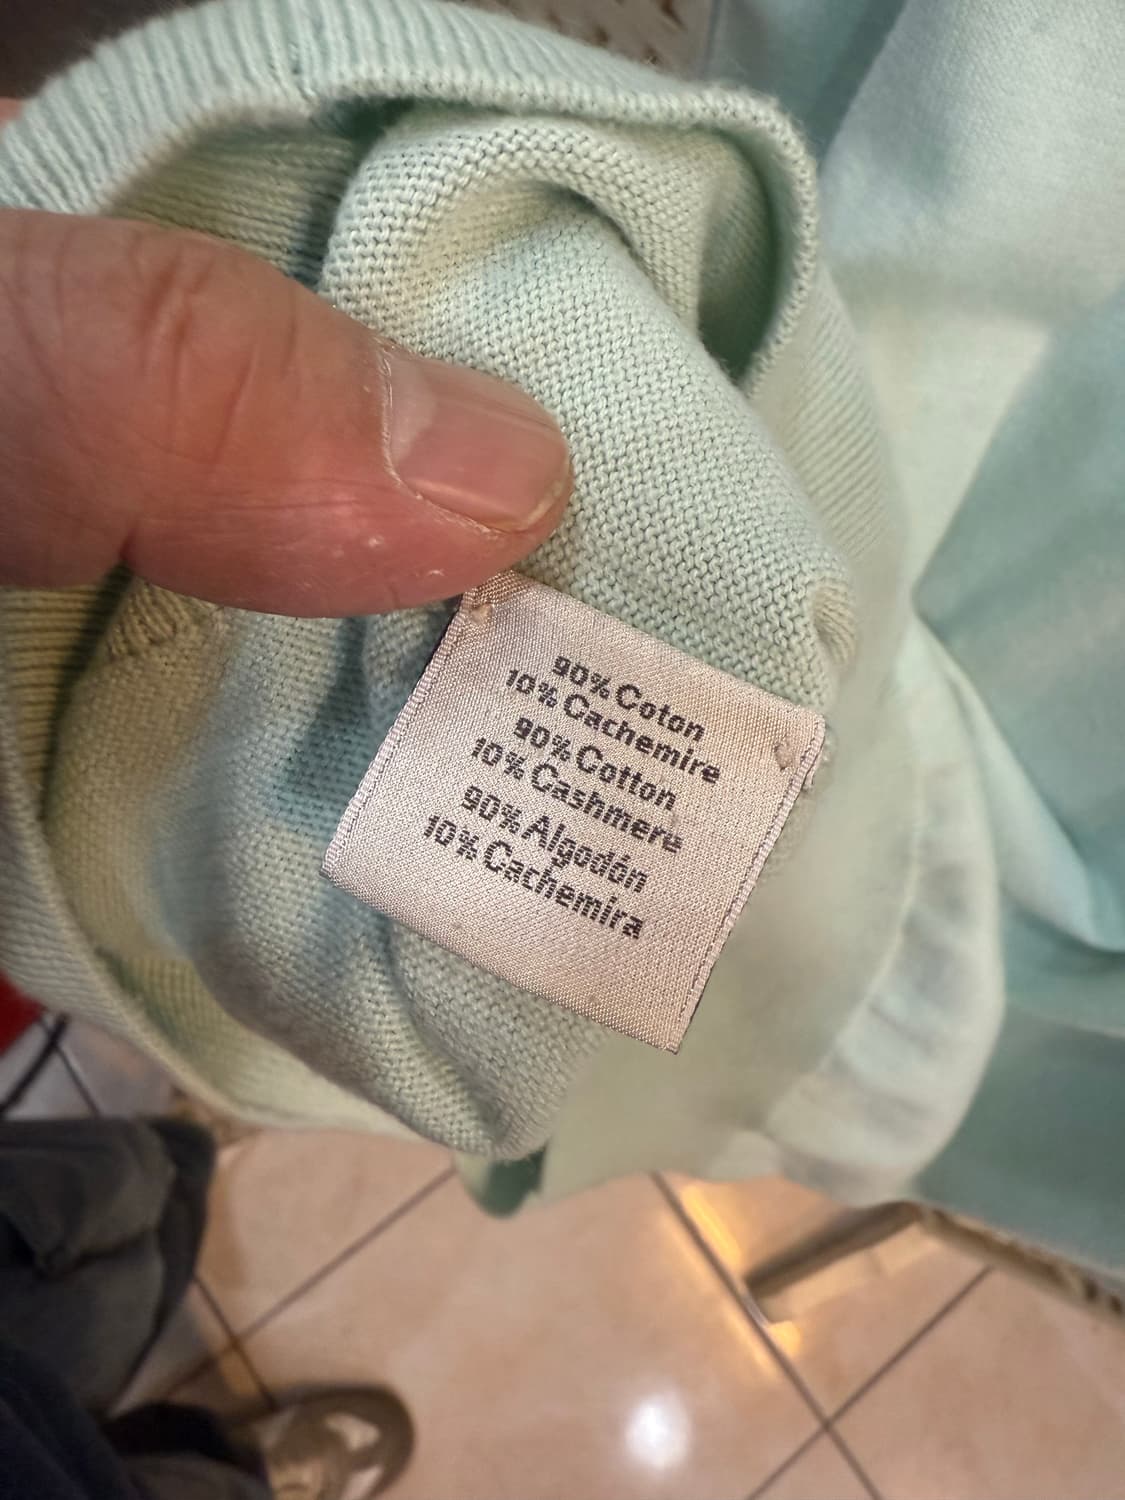 90% Coton
10% Cachemire
90% Cotton
10% Cashmere
90% Algodón
10% Cachemira